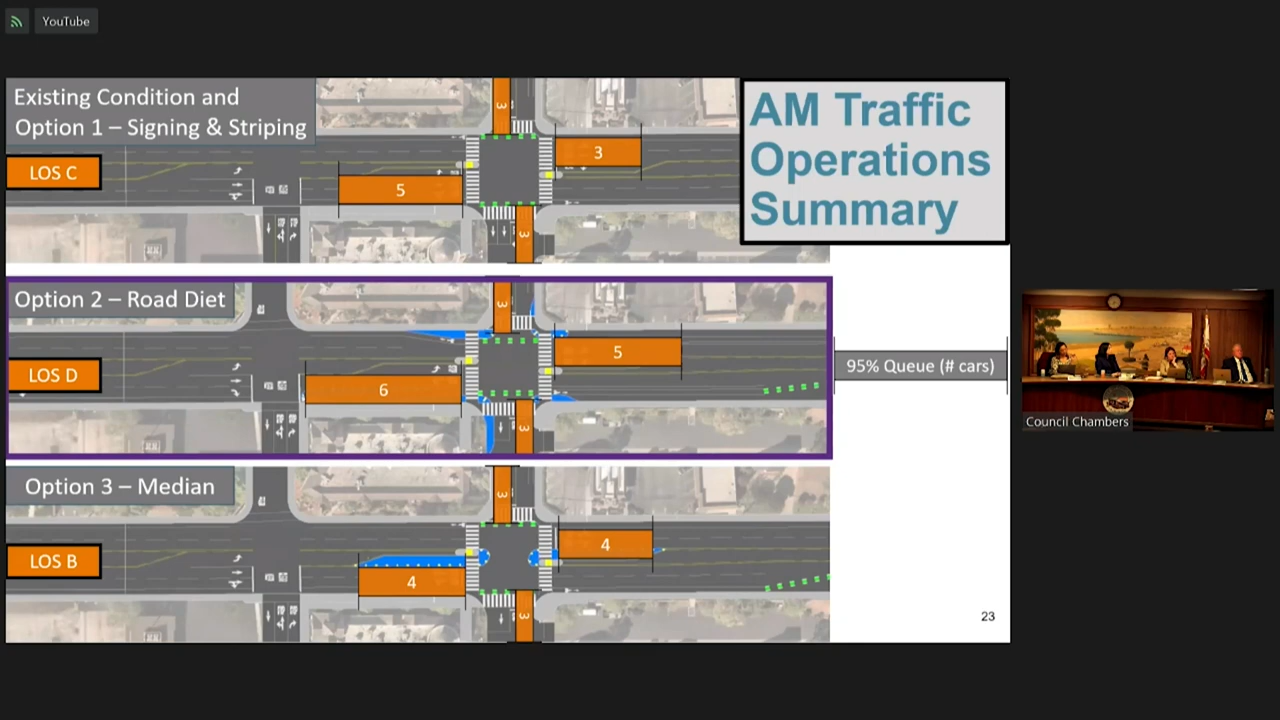 YouTube
Existing Condition and
Option 1 – Signing & Striping
AM Traffic
Operations
Summary
LOS C
3
3
5
3
Option 2 – Road Diet
LOS D
3
5
6
3
95% Queue (# cars)
Council Chambers
Option 3 – Median
LOS B
3
4
4
3
23